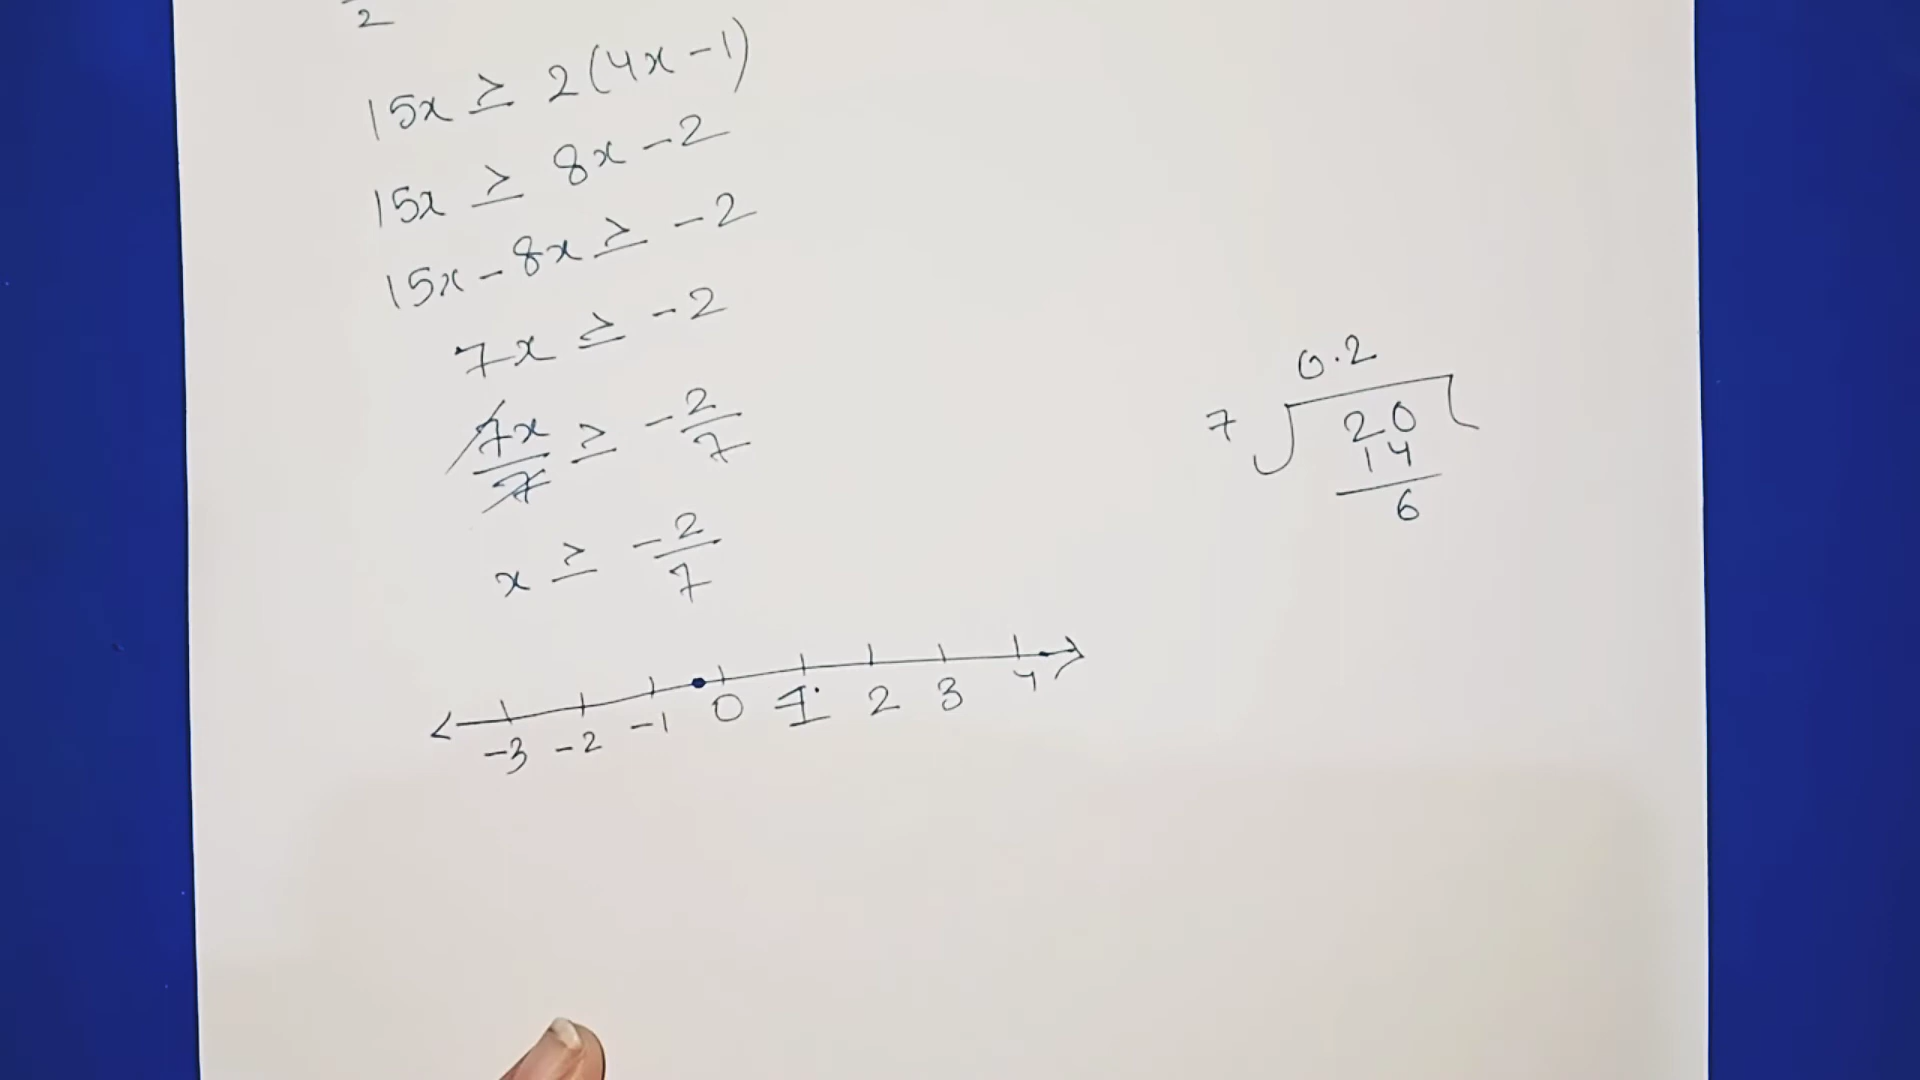 2
15x ≥ 2(4x - 1)
15x ≥ 8x - 2
15x - 8x ≥ -2
7x ≥ -2
7x/7 ≥ -2/7
x ≥ -2/7
-3 -2 -1 0 1 2 3 4
0.2
7 20
14
6